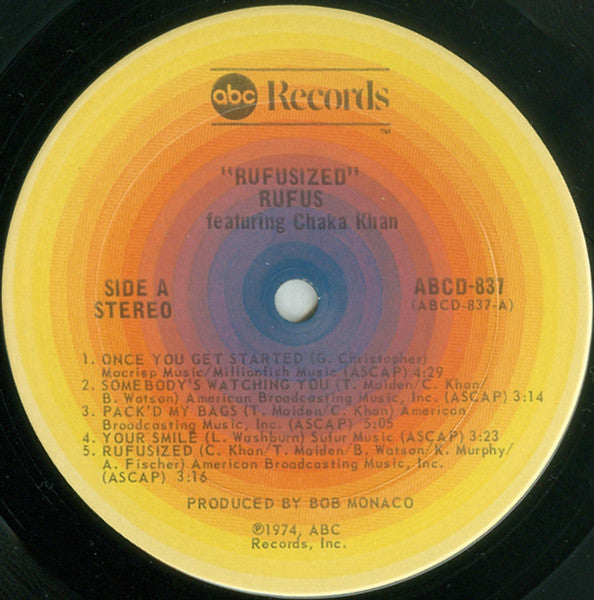 abc Records
TM
"RUFUSIZED"
RUFUS
featuring Chaka Khan
SIDE A
STEREO
ABCD-837
(ABCD-837-A)
1. ONCE YOU GET STARTED (G. Christopher)
Macrisp Music/Millionfish Music (ASCAP) 4:29
2. SOMEBODY'S WATCHING YOU (T. Maiden/C. Khan/
B. Watson) American Broadcasting Music, Inc. (ASCAP) 3:14
3. PACK'D MY BAGS (T. Maiden/C. Khan) American
Broadcasting Music, Inc. (ASCAP) 5:05
4. YOUR SMILE (L. Washburn) Sufur Music (ASCAP) 3:23
5. RUFUSIZED (C. Khan/T. Maiden/B. Watson/K. Murphy/
A. Fischer) American Broadcasting Music, Inc.
(ASCAP) 3:16
PRODUCED BY BOB MONACO
℗1974, ABC
Records, Inc.